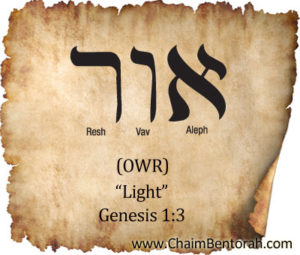 אור
Resh Vav Aleph
(OWR)
“Light”
Genesis 1:3
www.ChaimBentorah.com